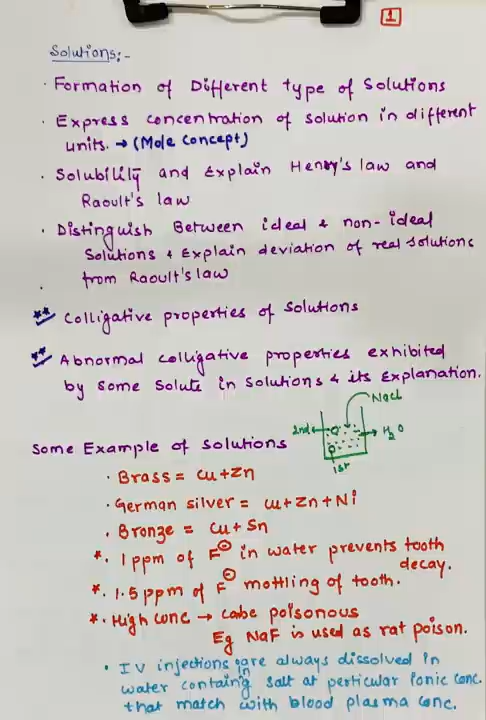 1
Solutions:-
· Formation of Different type of Solutions
· Express concentration of solution in different
units. → (Mole Concept)
· Solubility and Explain Henry's law and
Raoult's law
· Distinguish Between ideal & non-ideal
Solutions & Explain deviation of real solutions
from Raoult's law
** Colligative properties of Solutions
** Abnormal colligative properties exhibited
by some solute in solutions & its explanation.
NaCl
2nd
H2O
1st
Some Example of solutions
· Brass = Cu+Zn
· German silver = Cu+Zn+Ni
· Bronze = Cu+Sn
*. 1 ppm of F⊖ in water prevents tooth
decay.
*. 1.5 ppm of F⊖ mottling of tooth.
*. High conc → cabe poisonous
Eg NaF is used as rat poison.
· IV injections are always dissolved in
water containg salt at perticular Ionic conc.
that match with blood plasma conc.